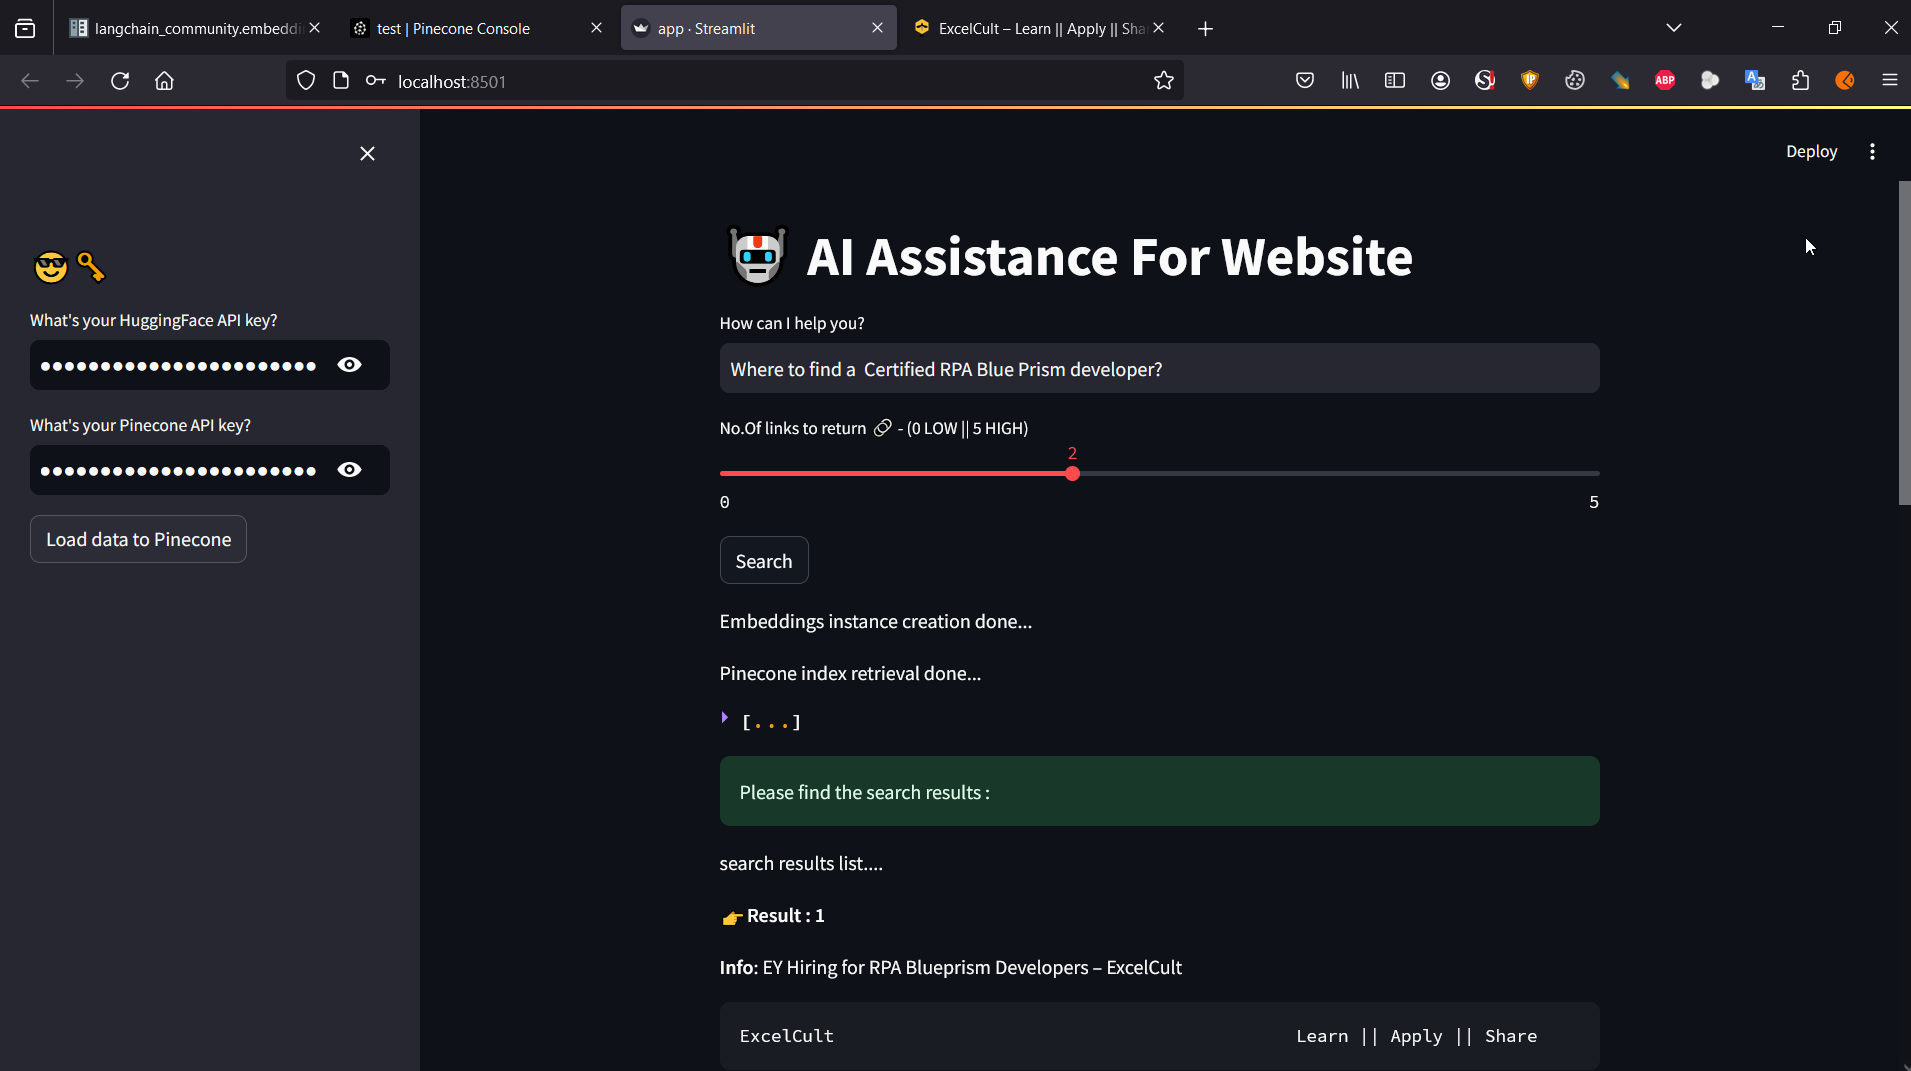 langchain_community.embeddi
test | Pinecone Console
app · Streamlit
ExcelCult – Learn || Apply || Sha
localhost:8501
ABP
Deploy
What's your HuggingFace API key?
What's your Pinecone API key?
Load data to Pinecone
AI Assistance For Website
How can I help you?
Where to find a  Certified RPA Blue Prism developer?
No.Of links to return 🔗 - (0 LOW || 5 HIGH)
2
0
5
Search
Embeddings instance creation done...
Pinecone index retrieval done...
[...]
Please find the search results :
search results list....
👉Result : 1
Info: EY Hiring for RPA Blueprism Developers – ExcelCult
ExcelCult Learn || Apply || Share